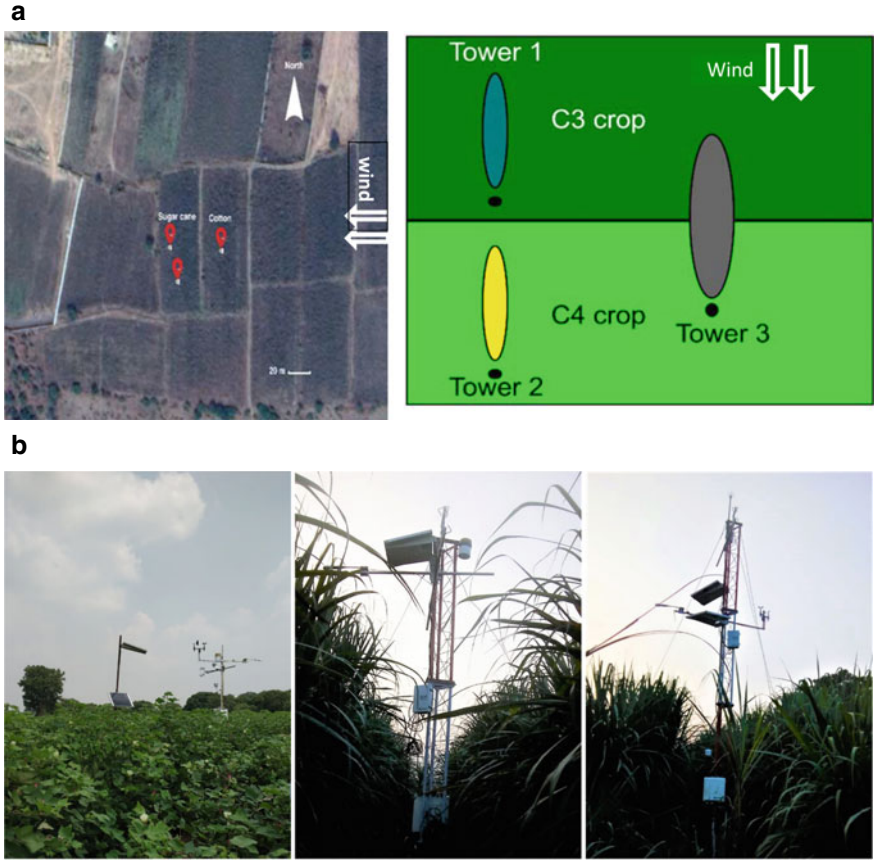 a
North
wind
Sugar cane
Cotton
20 m
Tower 1
Wind
C3 crop
C4 crop
Tower 3
Tower 2
b